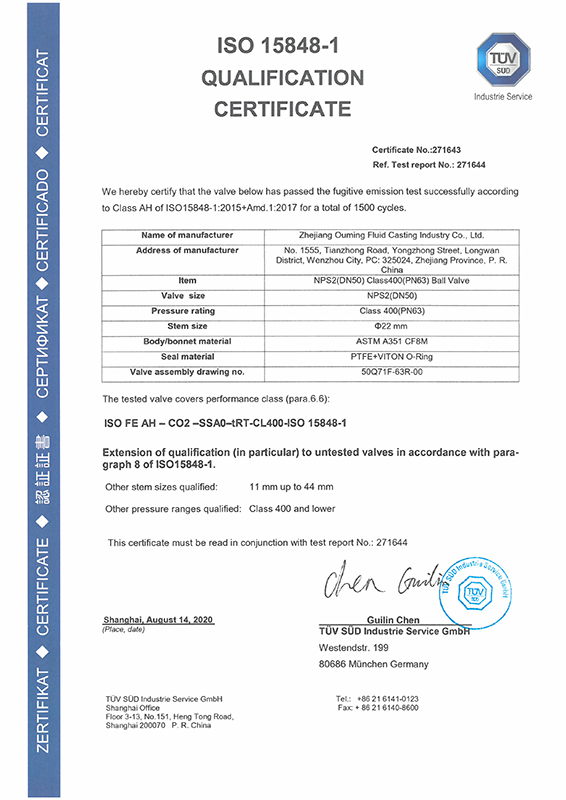 ZERTIFIKAT ◆ CERTIFICATE ◆ 認証証書 ◆ СЕРТИФИКАТ ◆ CERTIFICADO ◆ CERTIFICAT
ISO 15848-1
QUALIFICATION
CERTIFICATE
TÜV
SÜD
Industrie Service
Certificate No.:271643
Ref. Test report No.: 271644
We hereby certify that the valve below has passed the fugitive emission test successfully according
to Class AH of ISO15848-1:2015+Amd.1:2017 for a total of 1500 cycles.
Name of manufacturer Zhejiang Ouming Fluid Casting Industry Co., Ltd.
Address of manufacturer No. 1555, Tianzhong Road, Yongzhong Street, Longwan
District, Wenzhou City, PC: 325024, Zhejiang Province, P. R.
China
Item NPS2(DN50) Class400(PN63) Ball Valve
Valve size NPS2(DN50)
Pressure rating Class 400(PN63)
Stem size Φ22 mm
Body/bonnet material ASTM A351 CF8M
Seal material PTFE+VITON O-Ring
Valve assembly drawing no. 50Q71F-63R-00
The tested valve covers performance class (para.6.6):
ISO FE AH – CO2 –SSA0–tRT-CL400-ISO 15848-1
Extension of qualification (in particular) to untested valves in accordance with para-
graph 8 of ISO15848-1.
Other stem sizes qualified: 11 mm up to 44 mm
Other pressure ranges qualified: Class 400 and lower
This certificate must be read in conjunction with test report No.: 271644
Chen Guilin
TÜV SÜD Industrie Service GmbH
TÜV
SÜD
Shanghai, August 14, 2020
(Place, date)
Guilin Chen
TÜV SÜD Industrie Service GmbH
Westendstr. 199
80686 München Germany
TÜV SÜD Industrie Service GmbH
Shanghai Office
Floor 3-13, No.151, Heng Tong Road,
Shanghai 200070 P. R. China
Tel.: +86 21 6141-0123
Fax: + 86 21 6140-8600